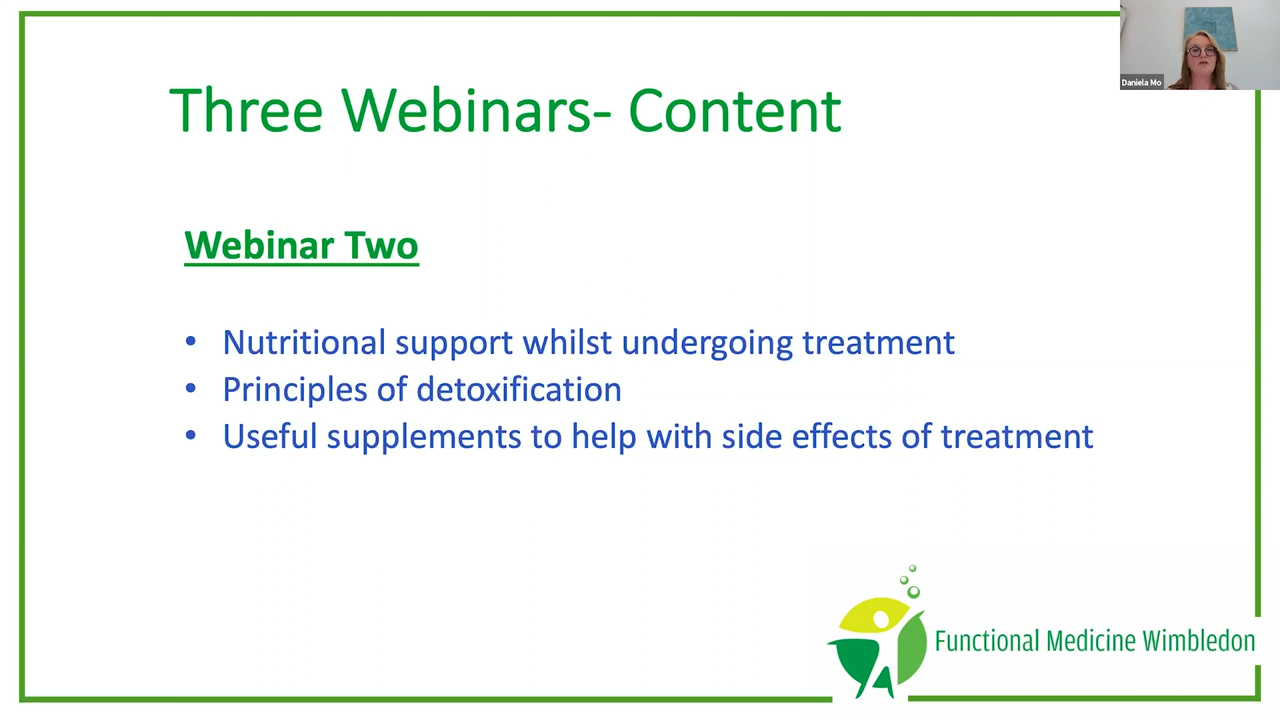 Three Webinars- Content
Daniela Mo
Webinar Two
• Nutritional support whilst undergoing treatment
• Principles of detoxification
• Useful supplements to help with side effects of treatment
Functional Medicine Wimbledon